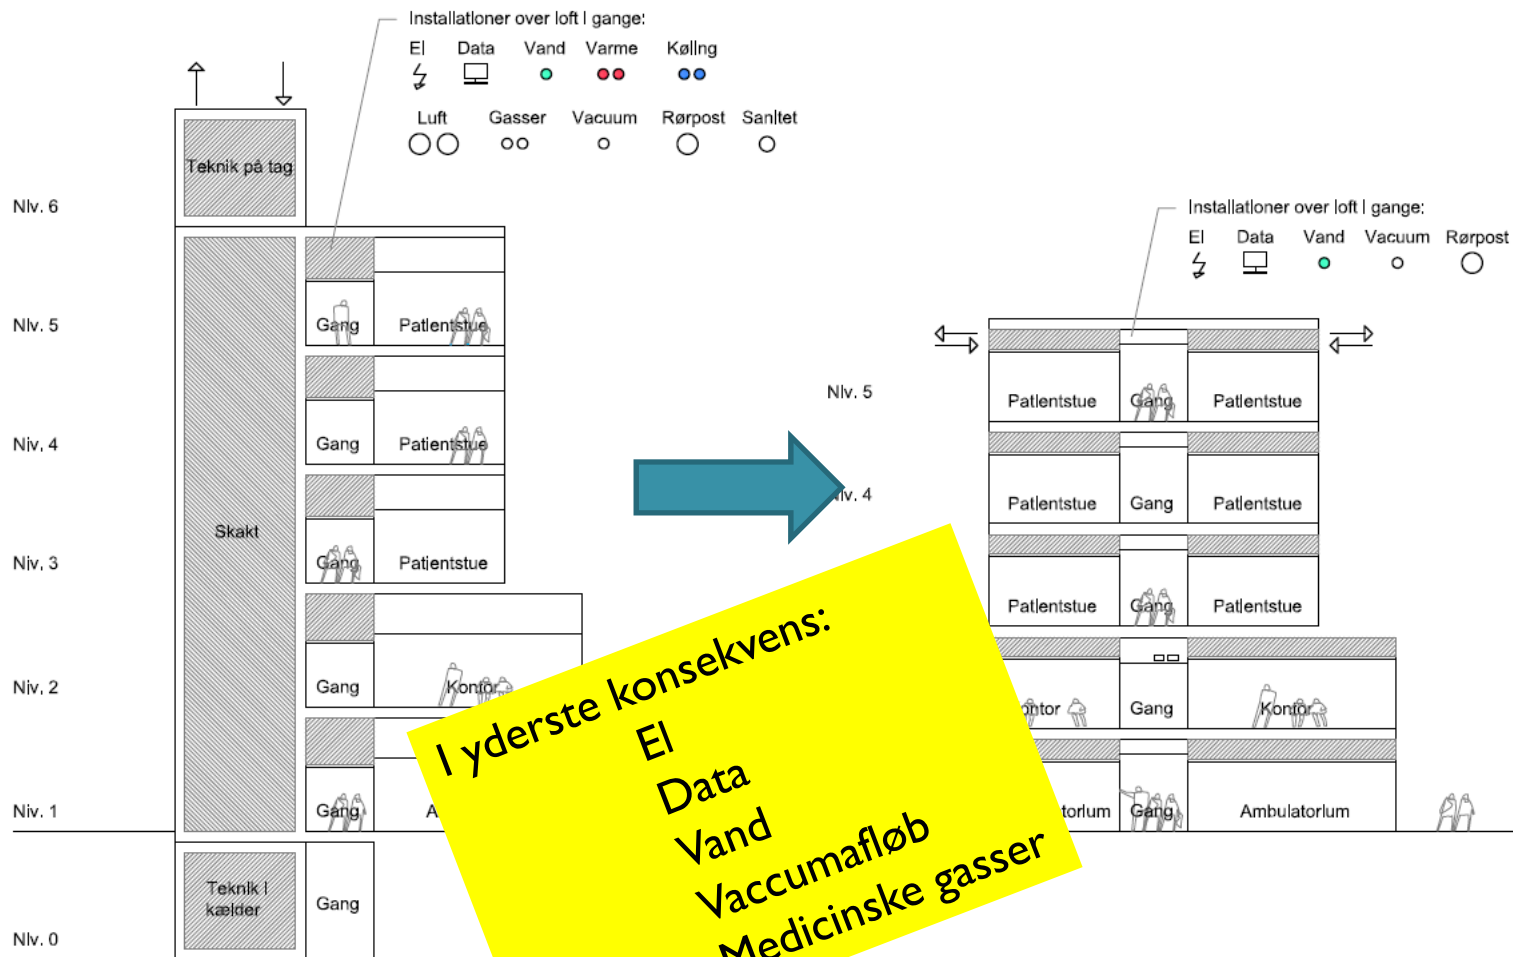 Installationer over loft i gange:
El Data Vand Varme Køling
Luft Gasser Vacuum Rørpost Sanitet
Teknik på tag
Niv. 6
Installationer over loft i gange:
El Data Vand Vacuum Rørpost
Niv. 5
Gang Patientstue
Niv. 5
Patientstue Gang Patientstue
Niv. 4
Gang Patientstue
Niv. 4
Patientstue Gang Patientstue
Skakt
Niv. 3
Gang Patientstue
Patientstue Gang Patientstue
Niv. 2
Gang Kontor
Kontor Gang Kontor
Niv. 1
Gang A
torium Gang Ambulatorium
Teknik i
kælder
Gang
Niv. 0
I yderste konsekvens:
El
Data
Vand
Vaccumafløb
Medicinske gasser